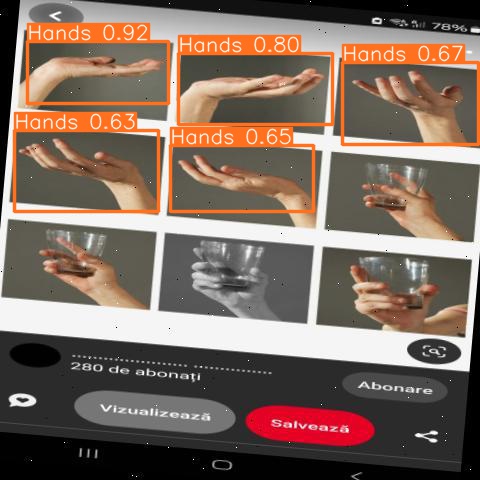 78%
Hands 0.92
Hands 0.80
Hands 0.67
Hands 0.63
Hands 0.65
280 de abonați
Abonare
Vizualizează
Salvează